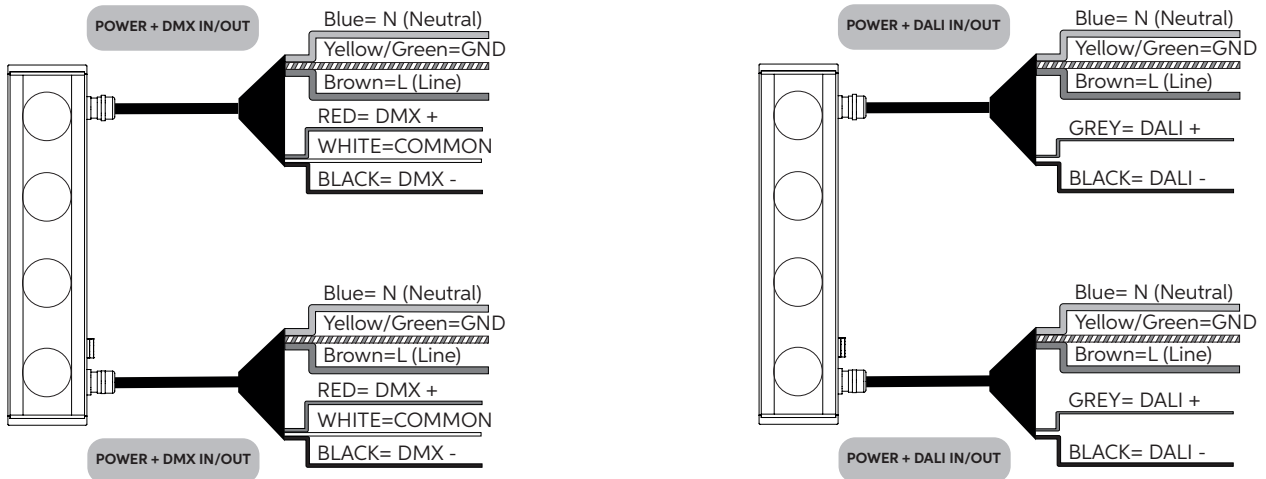 POWER + DMX IN/OUT
Blue= N (Neutral)
Yellow/Green=GND
Brown=L (Line)
RED= DMX +
WHITE=COMMON
BLACK= DMX -
Blue= N (Neutral)
Yellow/Green=GND
Brown=L (Line)
RED= DMX +
WHITE=COMMON
BLACK= DMX -
POWER + DMX IN/OUT
POWER + DALI IN/OUT
Blue= N (Neutral)
Yellow/Green=GND
Brown=L (Line)
GREY= DALI +
BLACK= DALI -
Blue= N (Neutral)
Yellow/Green=GND
Brown=L (Line)
GREY= DALI +
BLACK= DALI -
POWER + DALI IN/OUT